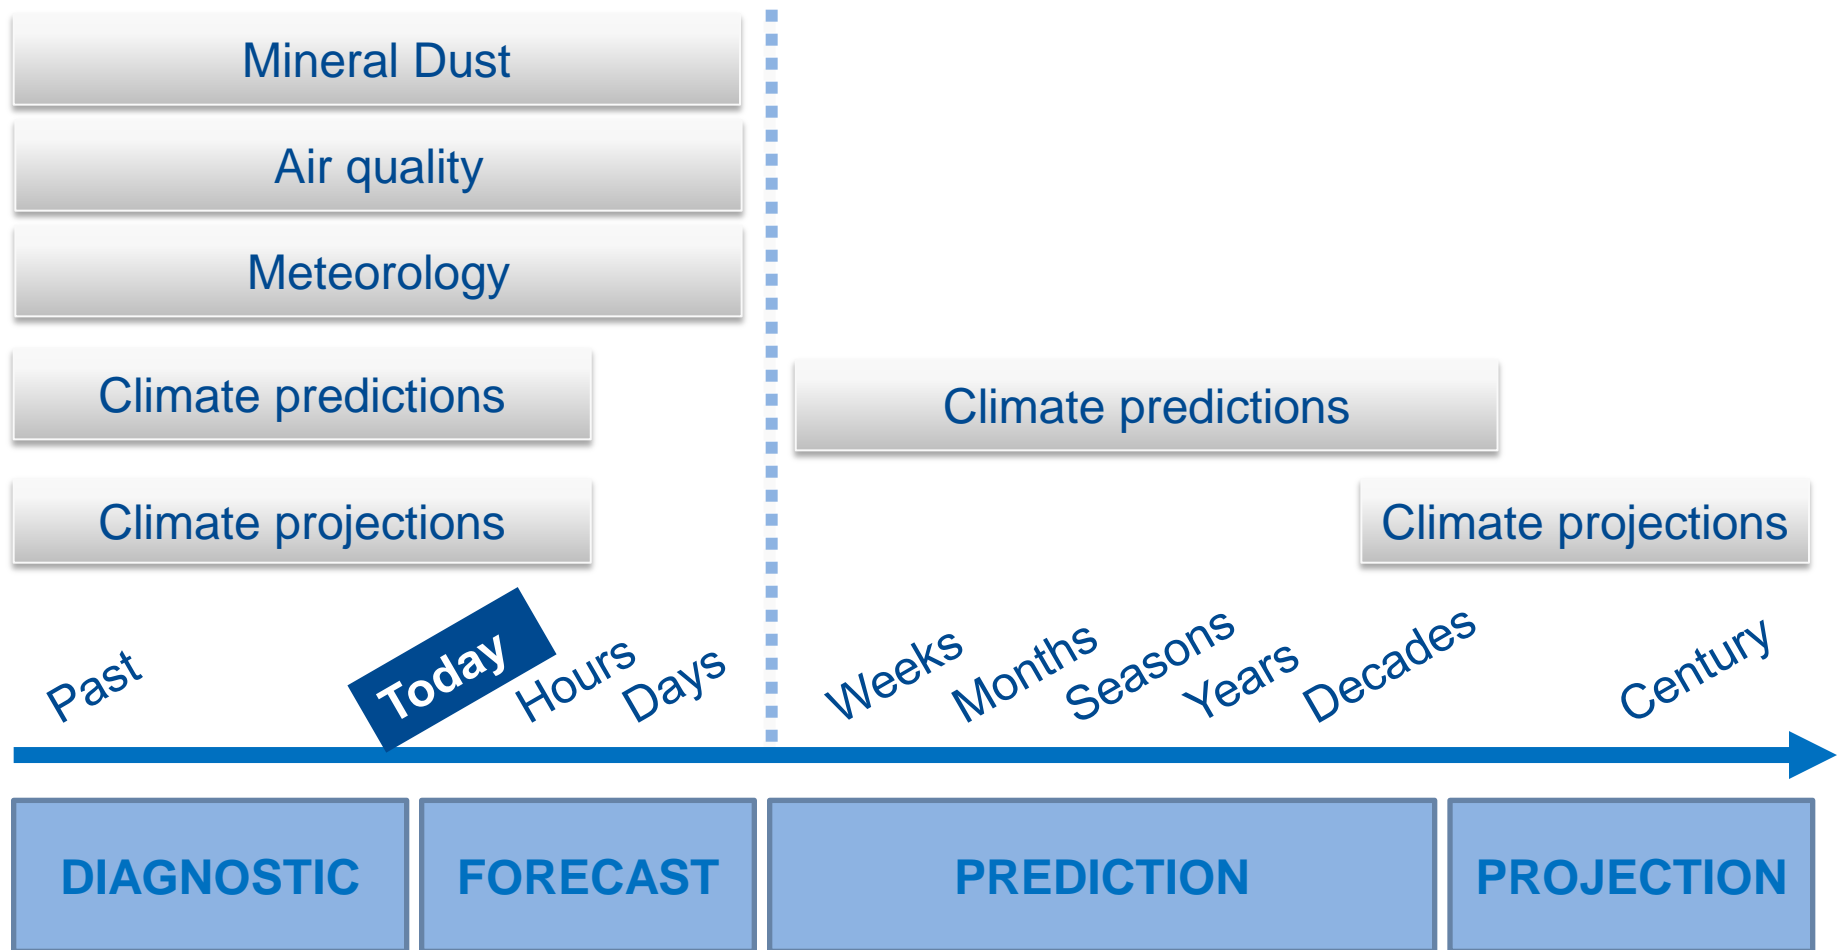 Mineral Dust
Air quality
Meteorology
Climate predictions
Climate predictions
Climate projections
Climate projections
Past
Today
Hours
Days
Weeks
Months
Seasons
Years
Decades
Century
DIAGNOSTIC
FORECAST
PREDICTION
PROJECTION